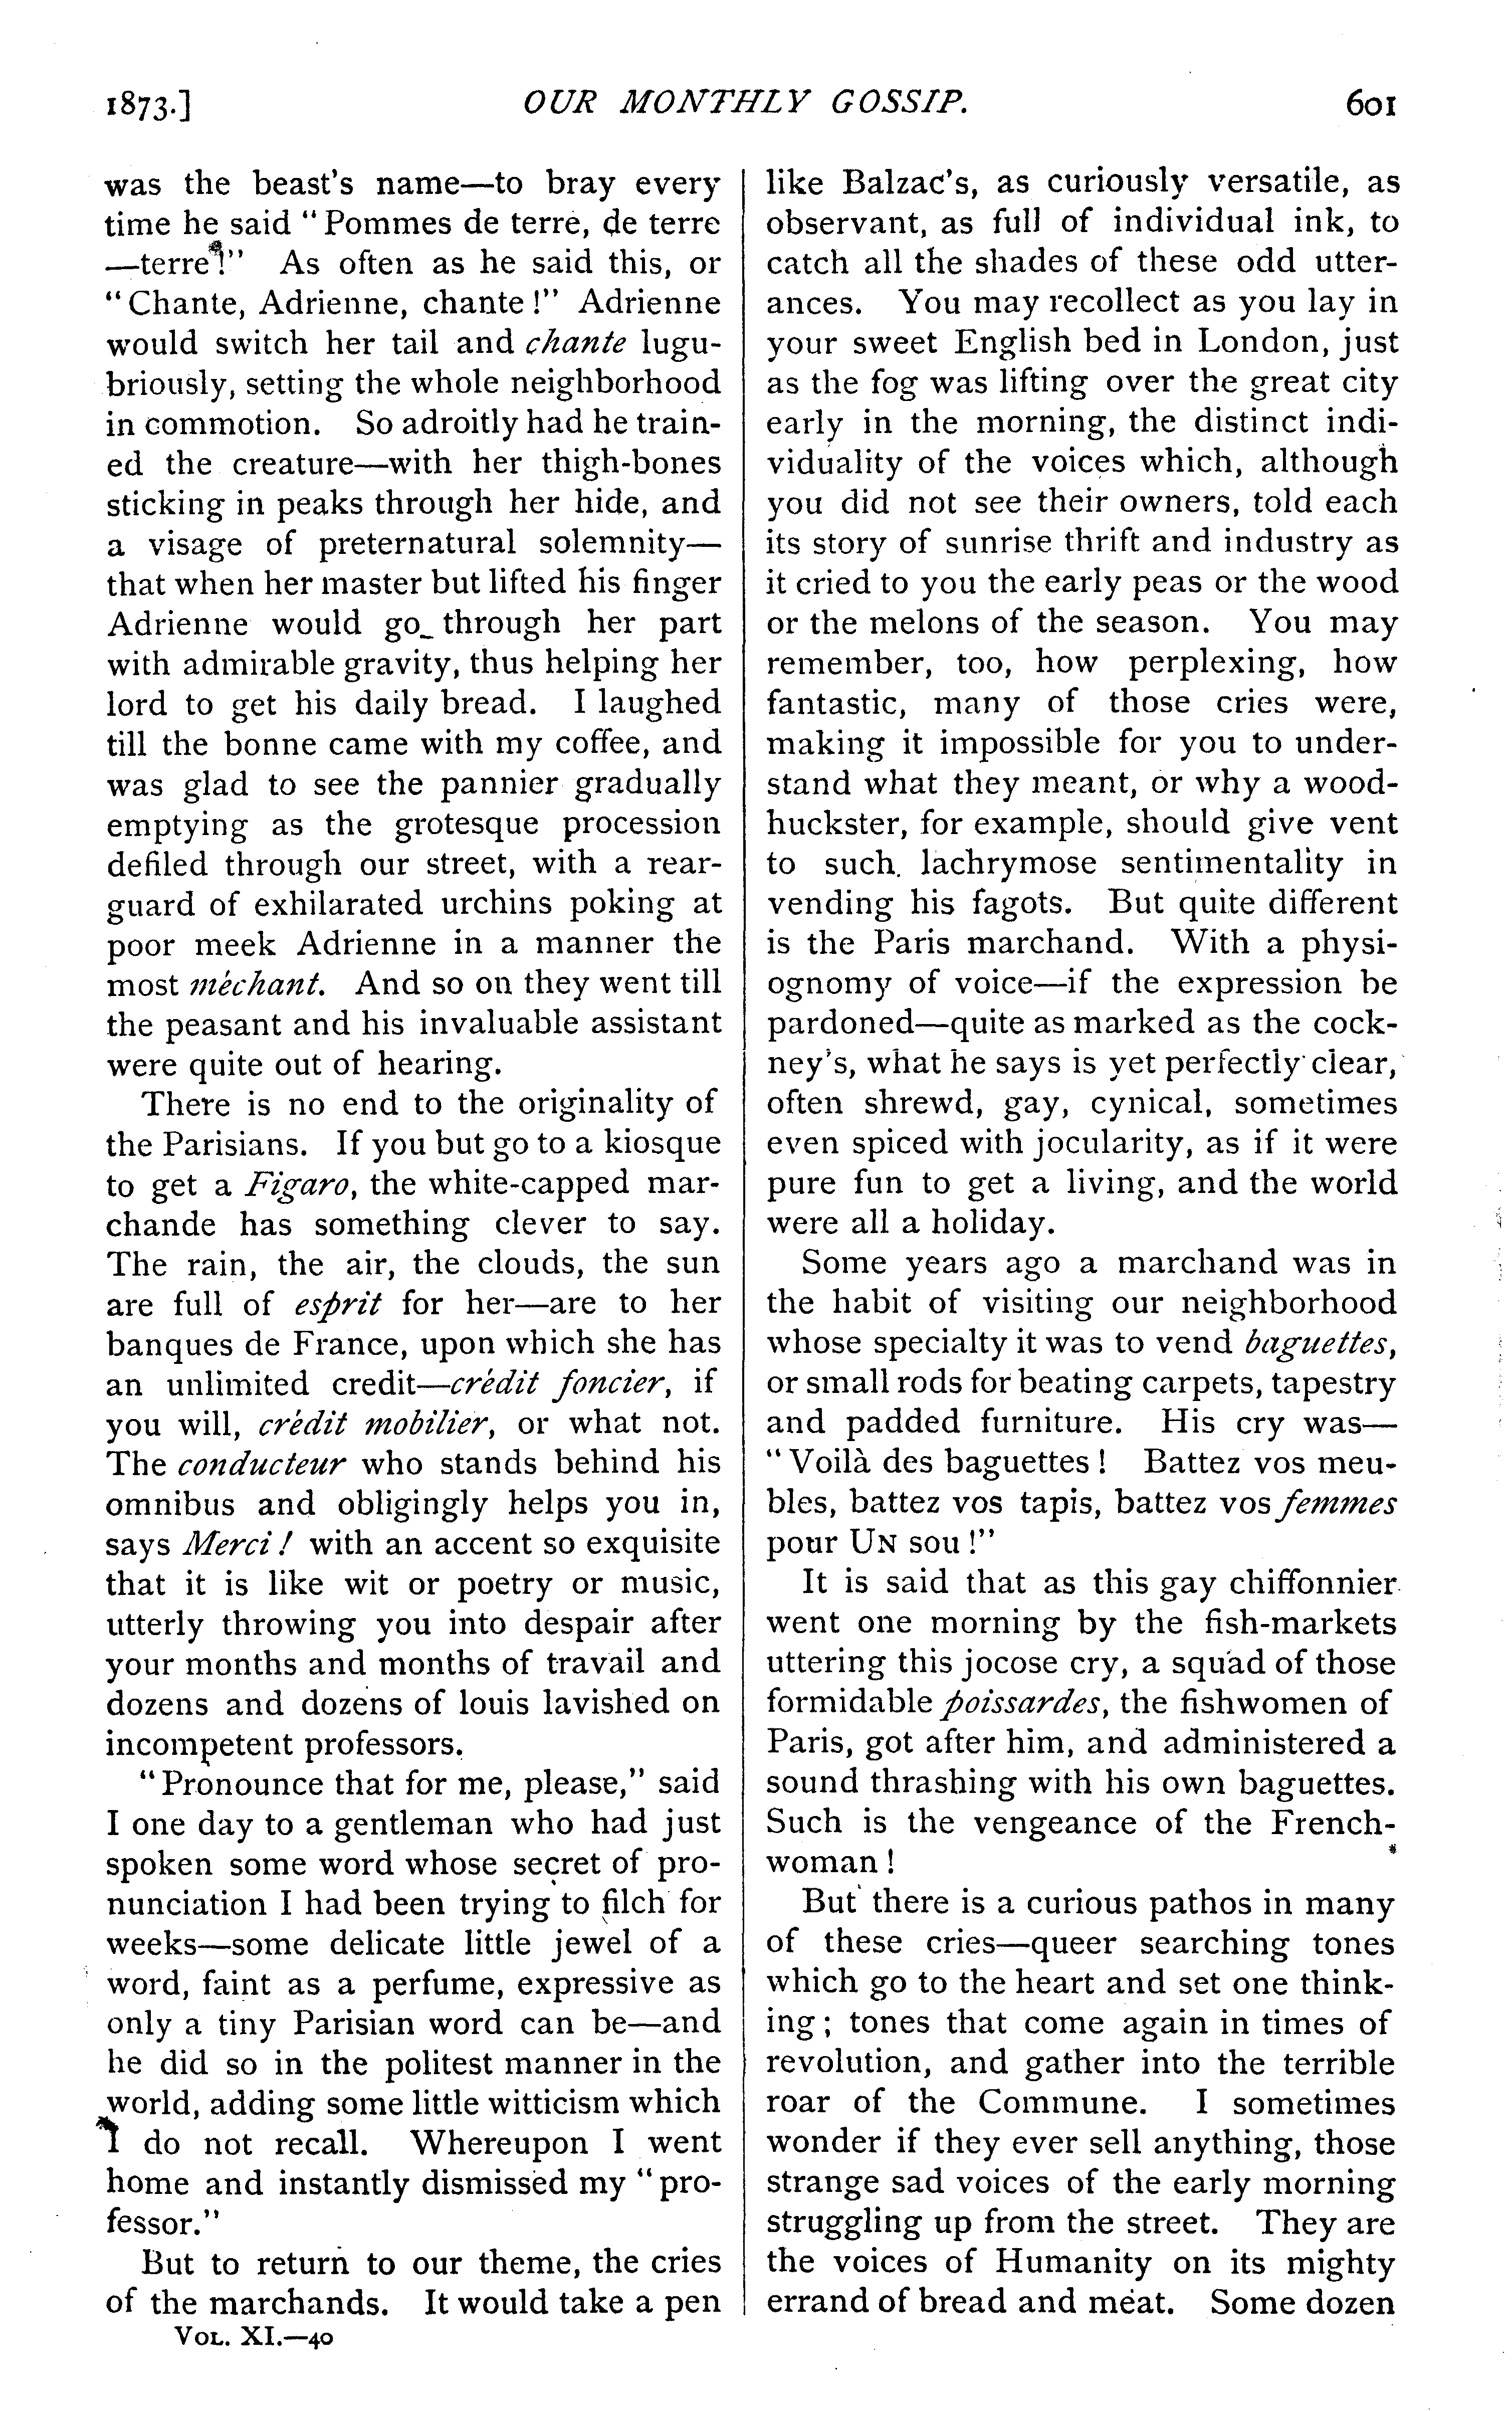 1873.] OUR MONTHLY GOSSIP. 601
was the beast's name—to bray every
time he said "Pommes de terre, de terre
—terre!" As often as he said this, or
"Chante, Adrienne, chante!" Adrienne
would switch her tail and chante lugu-
briously, setting the whole neighborhood
in commotion. So adroitly had he train-
ed the creature—with her thigh-bones
sticking in peaks through her hide, and
a visage of preternatural solemnity—
that when her master but lifted his finger
Adrienne would go through her part
with admirable gravity, thus helping her
lord to get his daily bread. I laughed
till the bonne came with my coffee, and
was glad to see the pannier gradually
emptying as the grotesque procession
defiled through our street, with a rear-
guard of exhilarated urchins poking at
poor meek Adrienne in a manner the
most méchant. And so on they went till
the peasant and his invaluable assistant
were quite out of hearing.
There is no end to the originality of
the Parisians. If you but go to a kiosque
to get a Figaro, the white-capped mar-
chande has something clever to say.
The rain, the air, the clouds, the sun
are full of esprit for her—are to her
banques de France, upon which she has
an unlimited credit—crédit foncier, if
you will, crédit mobilier, or what not.
The conducteur who stands behind his
omnibus and obligingly helps you in,
says Merci! with an accent so exquisite
that it is like wit or poetry or music,
utterly throwing you into despair after
your months and months of travail and
dozens and dozens of louis lavished on
incompetent professors.
"Pronounce that for me, please," said
I one day to a gentleman who had just
spoken some word whose secret of pro-
nunciation I had been trying to filch for
weeks—some delicate little jewel of a
word, faint as a perfume, expressive as
only a tiny Parisian word can be—and
he did so in the politest manner in the
world, adding some little witticism which
I do not recall. Whereupon I went
home and instantly dismissed my "pro-
fessor."
But to return to our theme, the cries
of the marchands. It would take a pen
VOL. XI.—40
like Balzac's, as curiously versatile, as
observant, as full of individual ink, to
catch all the shades of these odd utter-
ances. You may recollect as you lay in
your sweet English bed in London, just
as the fog was lifting over the great city
early in the morning, the distinct indi-
viduality of the voices which, although
you did not see their owners, told each
its story of sunrise thrift and industry as
it cried to you the early peas or the wood
or the melons of the season. You may
remember, too, how perplexing, how
fantastic, many of those cries were,
making it impossible for you to under-
stand what they meant, or why a wood-
huckster, for example, should give vent
to such lachrymose sentimentality in
vending his fagots. But quite different
is the Paris marchand. With a physi-
ognomy of voice—if the expression be
pardoned—quite as marked as the cock-
ney's, what he says is yet perfectly clear,
often shrewd, gay, cynical, sometimes
even spiced with jocularity, as if it were
pure fun to get a living, and the world
were all a holiday.
Some years ago a marchand was in
the habit of visiting our neighborhood
whose specialty it was to vend baguettes,
or small rods for beating carpets, tapestry
and padded furniture. His cry was—
"Voilà des baguettes! Battez vos meu-
bles, battez vos tapis, battez vos femmes
pour UN sou!"
It is said that as this gay chiffonnier
went one morning by the fish-markets
uttering this jocose cry, a squad of those
formidable poissardes, the fishwomen of
Paris, got after him, and administered a
sound thrashing with his own baguettes.
Such is the vengeance of the French-
woman!
But there is a curious pathos in many
of these cries—queer searching tones
which go to the heart and set one think-
ing; tones that come again in times of
revolution, and gather into the terrible
roar of the Commune. I sometimes
wonder if they ever sell anything, those
strange sad voices of the early morning
struggling up from the street. They are
the voices of Humanity on its mighty
errand of bread and meat. Some dozen